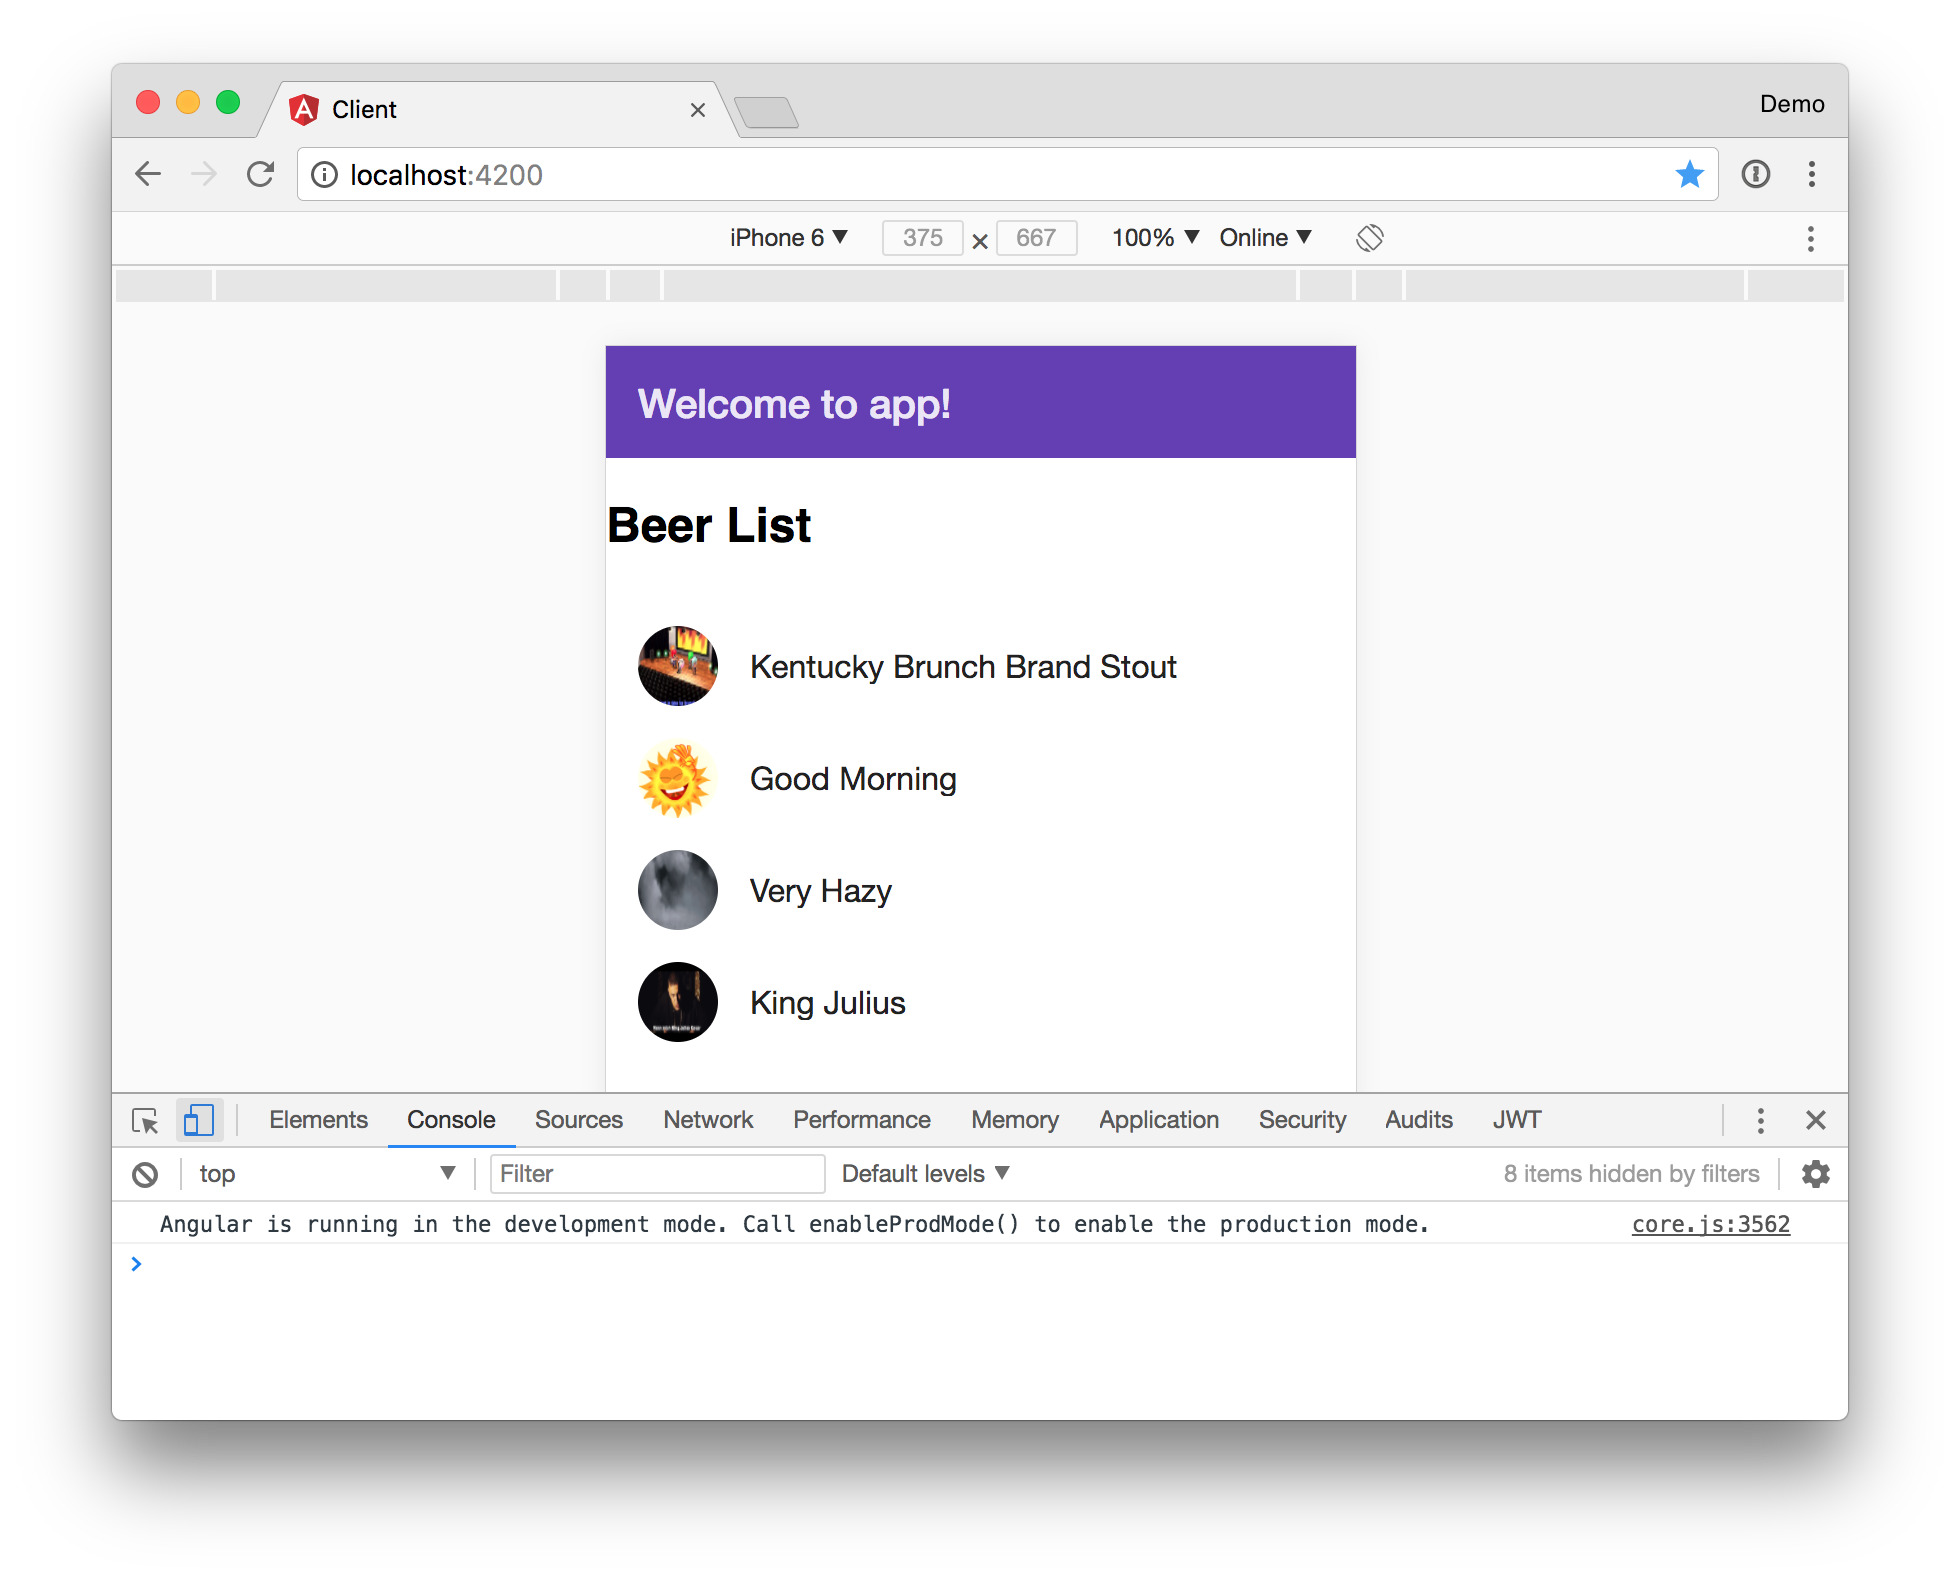 Client
Demo
localhost:4200
iPhone 6 ▼ 375 × 667 100% ▼ Online ▼
Welcome to app!
Beer List
Kentucky Brunch Brand Stout
Good Morning
Very Hazy
King Julius
Elements Console Sources Network Performance Memory Application Security Audits JWT
top ▼ Filter Default levels ▼ 8 items hidden by filters
Angular is running in the development mode. Call enableProdMode() to enable the production mode. core.js:3562